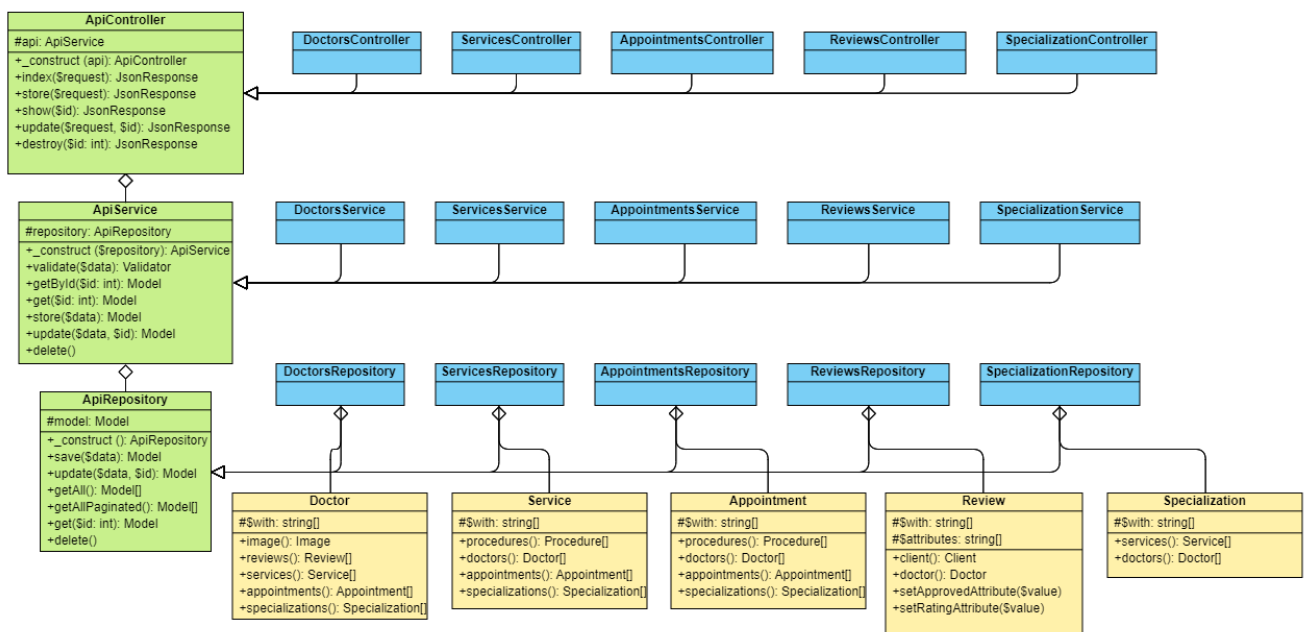 ApiController
#api: ApiService
+_construct (api): ApiController
+index($request): JsonResponse
+store($request): JsonResponse
+show($id): JsonResponse
+update($request, $id): JsonResponse
+destroy($id: int): JsonResponse
DoctorsController
ServicesController
AppointmentsController
ReviewsController
SpecializationController
ApiService
#repository: ApiRepository
+_construct ($repository): ApiService
+validate($data): Validator
+getById($id: int): Model
+get($id: int): Model
+store($data): Model
+update($data, $id): Model
+delete()
DoctorsService
ServicesService
AppointmentsService
ReviewsService
SpecializationService
ApiRepository
#model: Model
+_construct (): ApiRepository
+save($data): Model
+update($data, $id): Model
+getAll(): Model[]
+getAllPaginated(): Model[]
+get($id: int): Model
+delete()
DoctorsRepository
ServicesRepository
AppointmentsRepository
ReviewsRepository
SpecializationRepository
Doctor
#$with: string[]
+image(): Image
+reviews(): Review[]
+services(): Service[]
+appointments(): Appointment[]
+specializations(): Specialization[]
Service
#$with: string[]
+procedures(): Procedure[]
+doctors(): Doctor[]
+appointments(): Appointment[]
+specializations(): Specialization[]
Appointment
#$with: string[]
+procedures(): Procedure[]
+doctors(): Doctor[]
+appointments(): Appointment[]
+specializations(): Specialization[]
Review
#$with: string[]
#$attributes: string[]
+client(): Client
+doctor(): Doctor
+setApprovedAttribute($value)
+setRatingAttribute($value)
Specialization
#$with: string[]
+services(): Service[]
+doctors(): Doctor[]